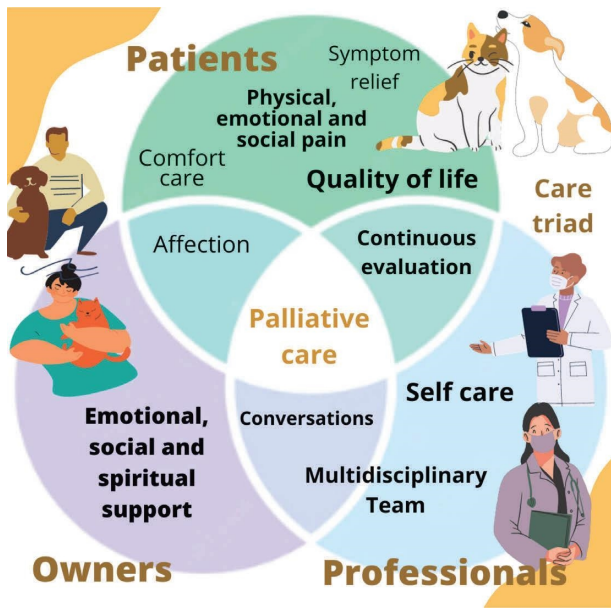 Patients
Symptom
relief
Physical,
emotional and
social pain
Comfort
care
Quality of life
Care
triad
Affection
Continuous
evaluation
Palliative
care
Self care
Emotional,
social and
spiritual
support
Conversations
Multidisciplinary
Team
Owners
Professionals